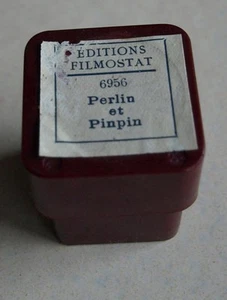 EDITIONS
FILMOSTAT
6956
Perlin
et
Pinpin